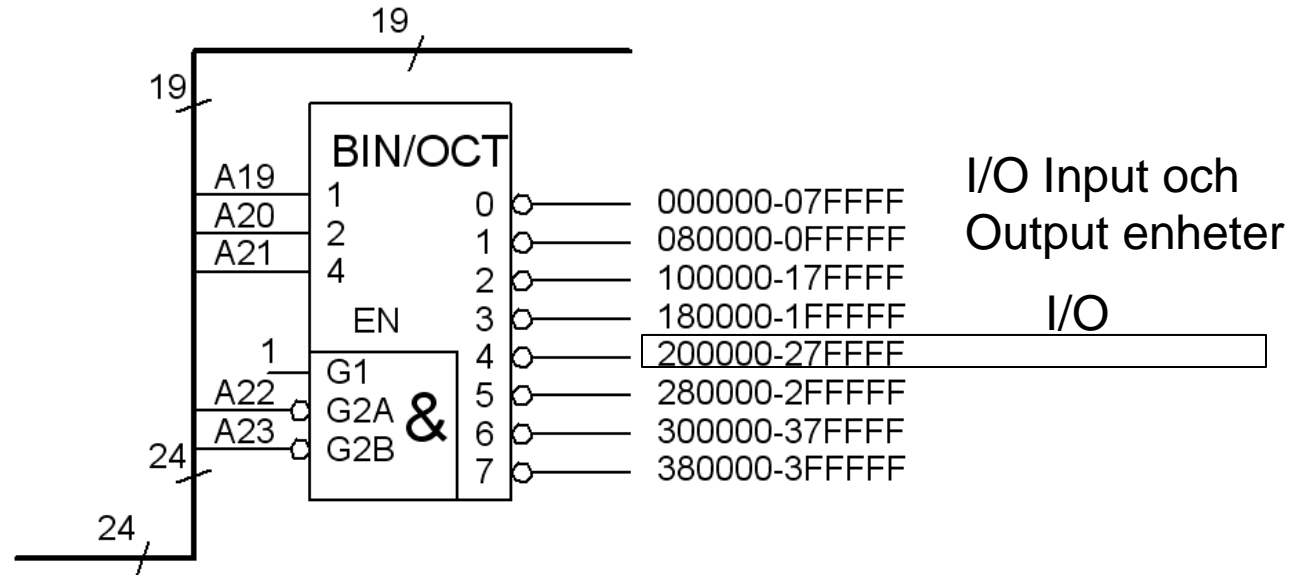 19
19
BIN/OCT
A19 1
A20 2
A21 4
0 000000-07FFFF
1 080000-0FFFFF
2 100000-17FFFF
EN 3 180000-1FFFFF
4 200000-27FFFF
5 280000-2FFFFF
6 300000-37FFFF
7 380000-3FFFFF
1 G1
A22 G2A
A23 G2B
&
24
24
I/O Input och
Output enheter
I/O